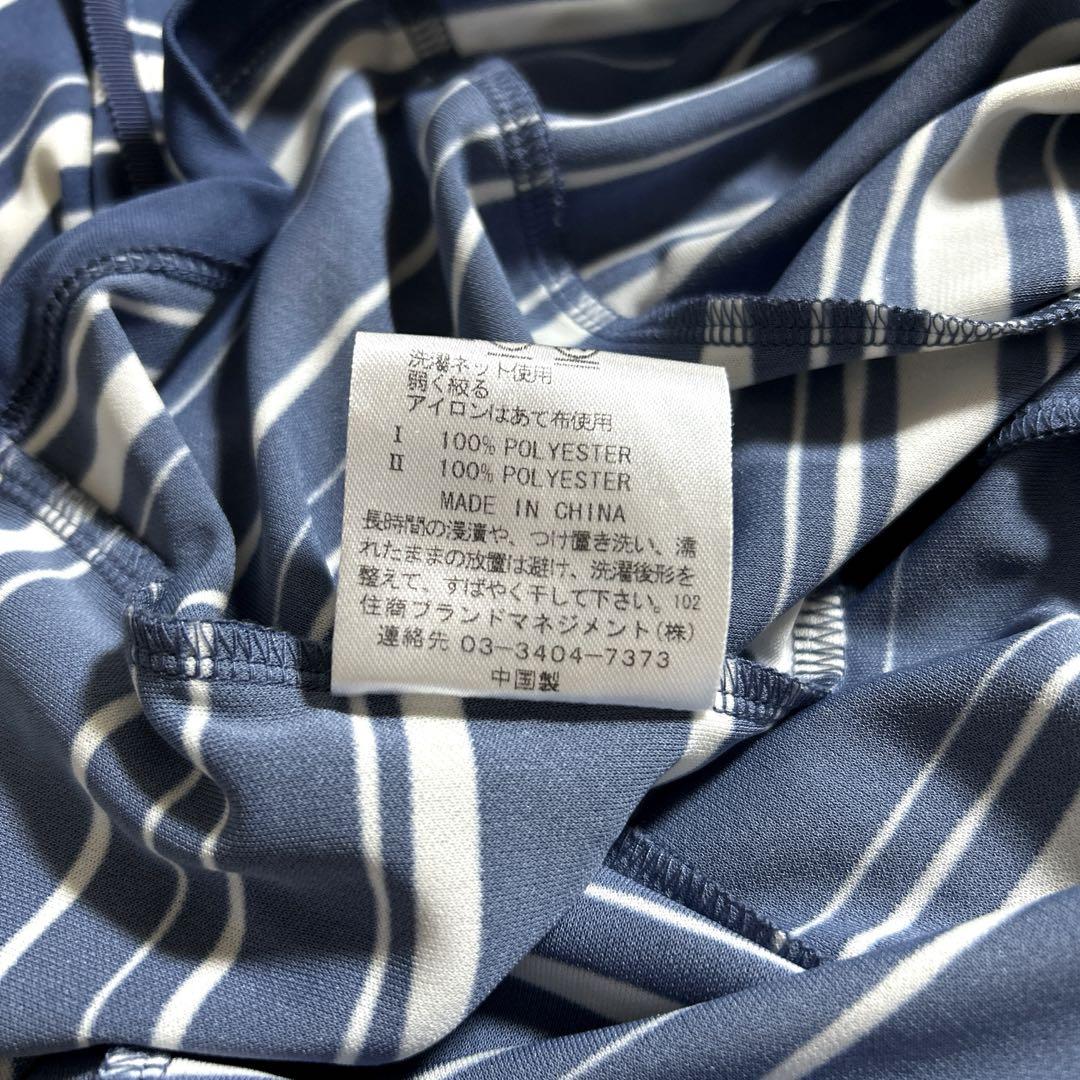 洗濯ネット使用
弱く絞る
アイロンはあて布使用
Ⅰ 100% POLYESTER
Ⅱ 100% POLYESTER
MADE IN CHINA
長時間の浸漬や、つけ置き洗い、濡
れたままの放置は避け、洗濯後形を
整えて、すばやく干して下さい。102
住商ブランドマネジメント(株)
連絡先 03-3404-7373
中国製